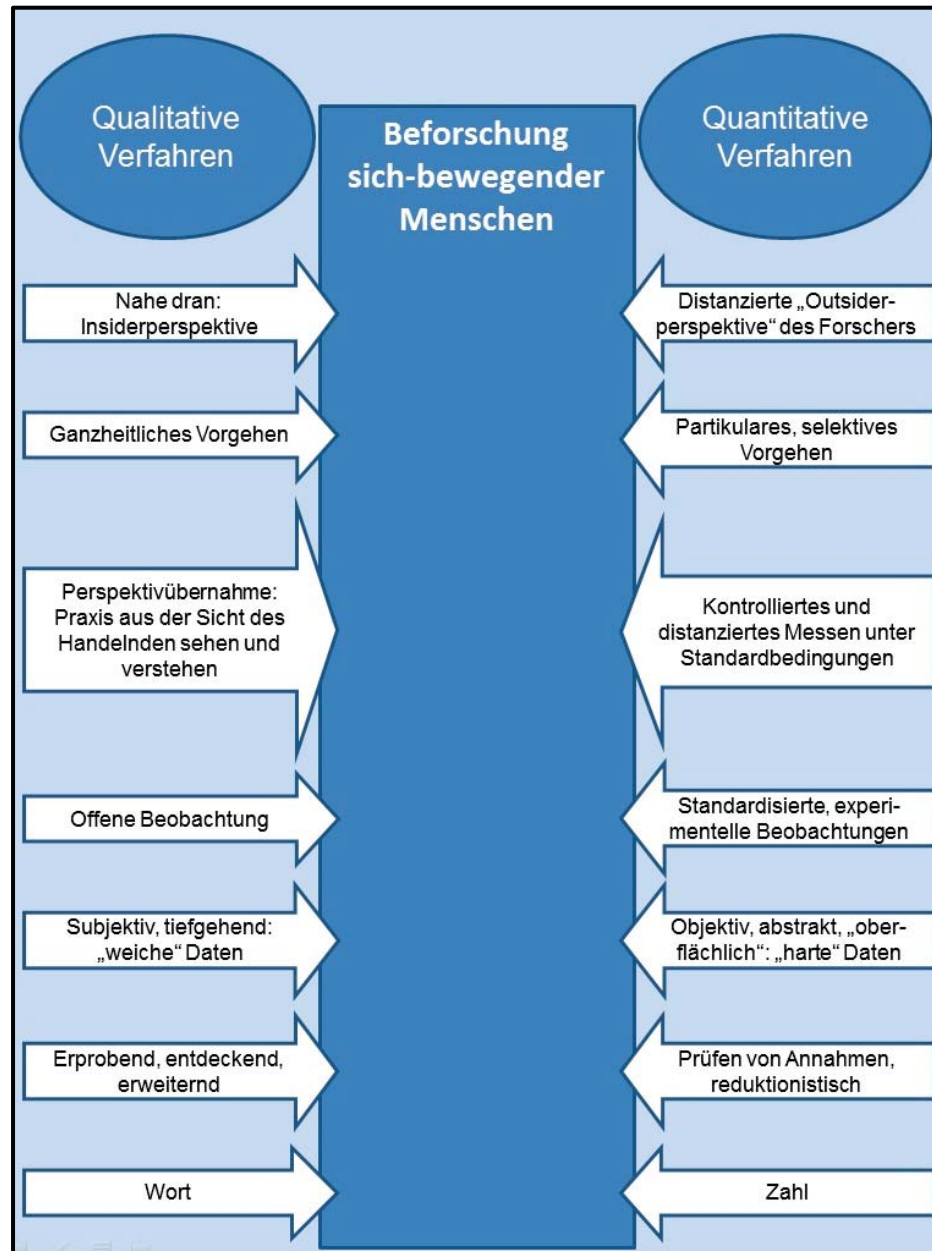 Qualitative
Verfahren
Beforschung
sich-bewegender
Menschen
Quantitative
Verfahren
Nahe dran:
Insiderperspektive
Distanzierte „Outsider-
perspektive“ des Forschers
Ganzheitliches Vorgehen
Partikulares, selektives
Vorgehen
Perspektivübernahme:
Praxis aus der Sicht des
Handelnden sehen und
verstehen
Kontrolliertes und
distanziertes Messen unter
Standardbedingungen
Offene Beobachtung
Standardisierte, experi-
mentelle Beobachtungen
Subjektiv, tiefgehend:
„weiche“ Daten
Objektiv, abstrakt, „ober-
flächlich“: „harte“ Daten
Erprobend, entdeckend,
erweiternd
Prüfen von Annahmen,
reduktionistisch
Wort
Zahl